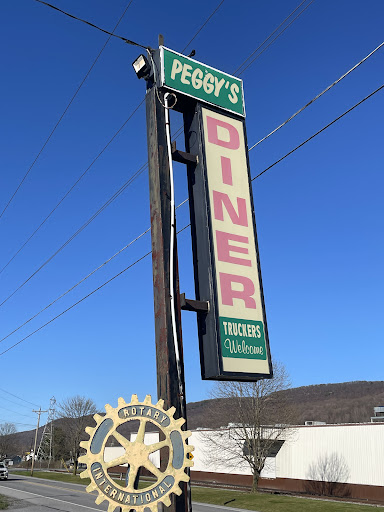 PEGGY'S
DINER
TRUCKERS
Welcome
ROTARY
INTERNATIONAL